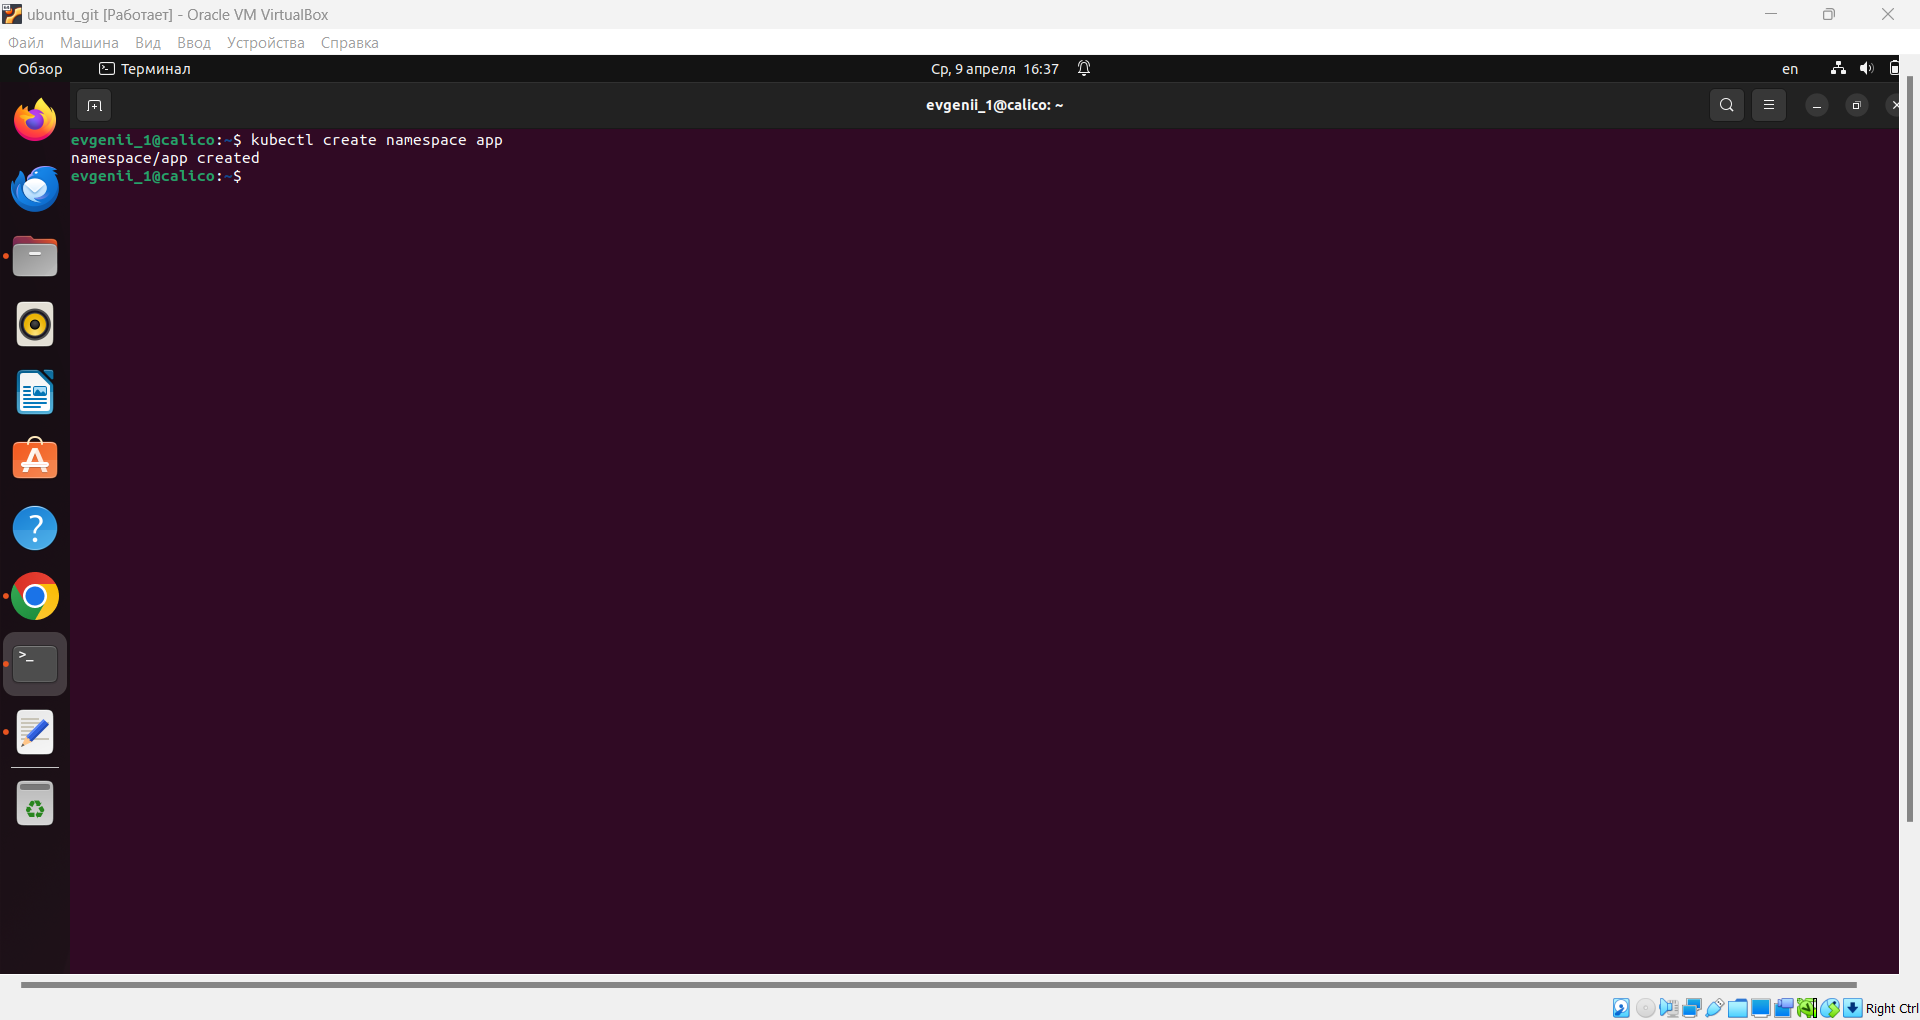 ubuntu_git [Работает] - Oracle VM VirtualBox
Файл Машина Вид Ввод Устройства Справка
Обзор Терминал Ср, 9 апреля 16:37 en
evgenii_1@calico: ~
evgenii_1@calico:~$ kubectl create namespace app
namespace/app created
evgenii_1@calico:~$
Right Ctrl